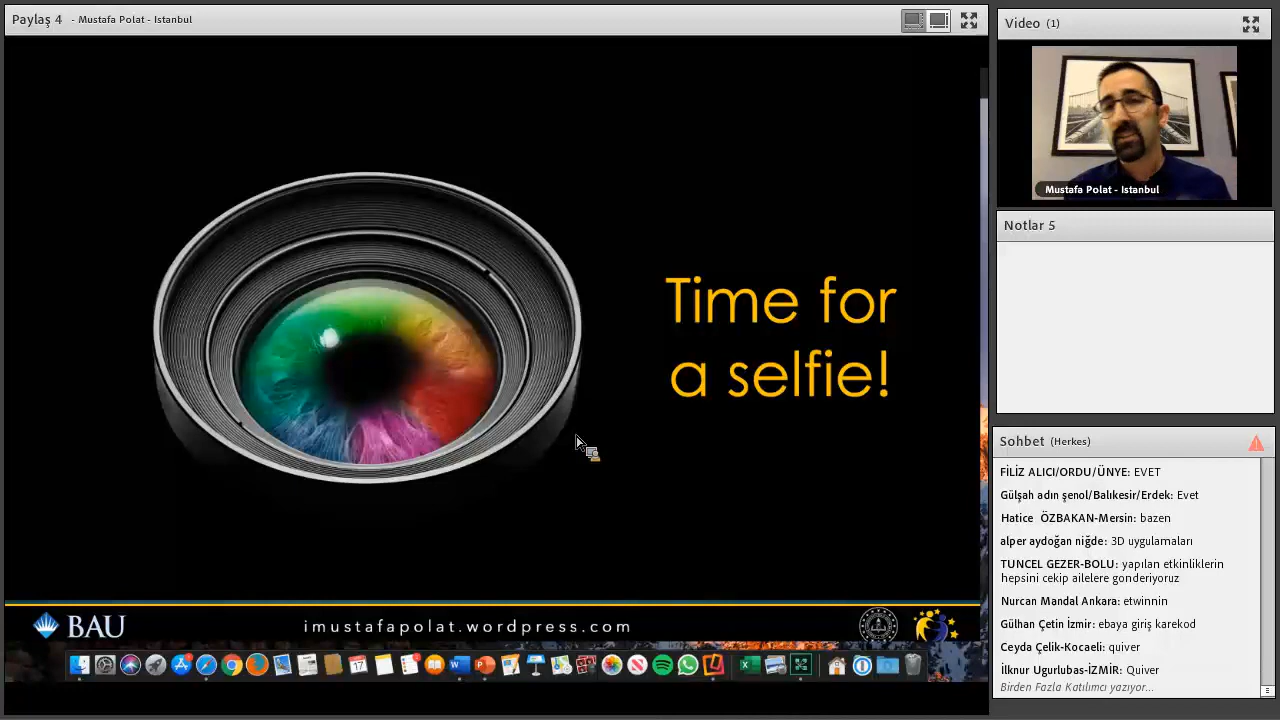 Paylaş 4 - Mustafa Polat - Istanbul
Time for
a selfie!
BAU
imustafapolat.wordpress.com
17
Video (1)
Mustafa Polat - Istanbul
Notlar 5
Sohbet (Herkes)
FİLİZ ALICI/ORDU/ÜNYE: EVET
Gülşah adın şenol/Balıkesir/Erdek: Evet
Hatice ÖZBAKAN-Mersin: bazen
alper aydoğan niğde: 3D uygulamaları
TUNCEL GEZER-BOLU: yapılan etkinliklerin
hepsini cekip ailelere gonderiyoruz
Nurcan Mandal Ankara: etwinnin
Gülhan Çetin İzmir: ebaya giriş karekod
Ceyda Çelik-Kocaeli: quiver
İlknur Ugurlubas-İZMİR: Quiver
Birden Fazla Katılımcı yazıyor...